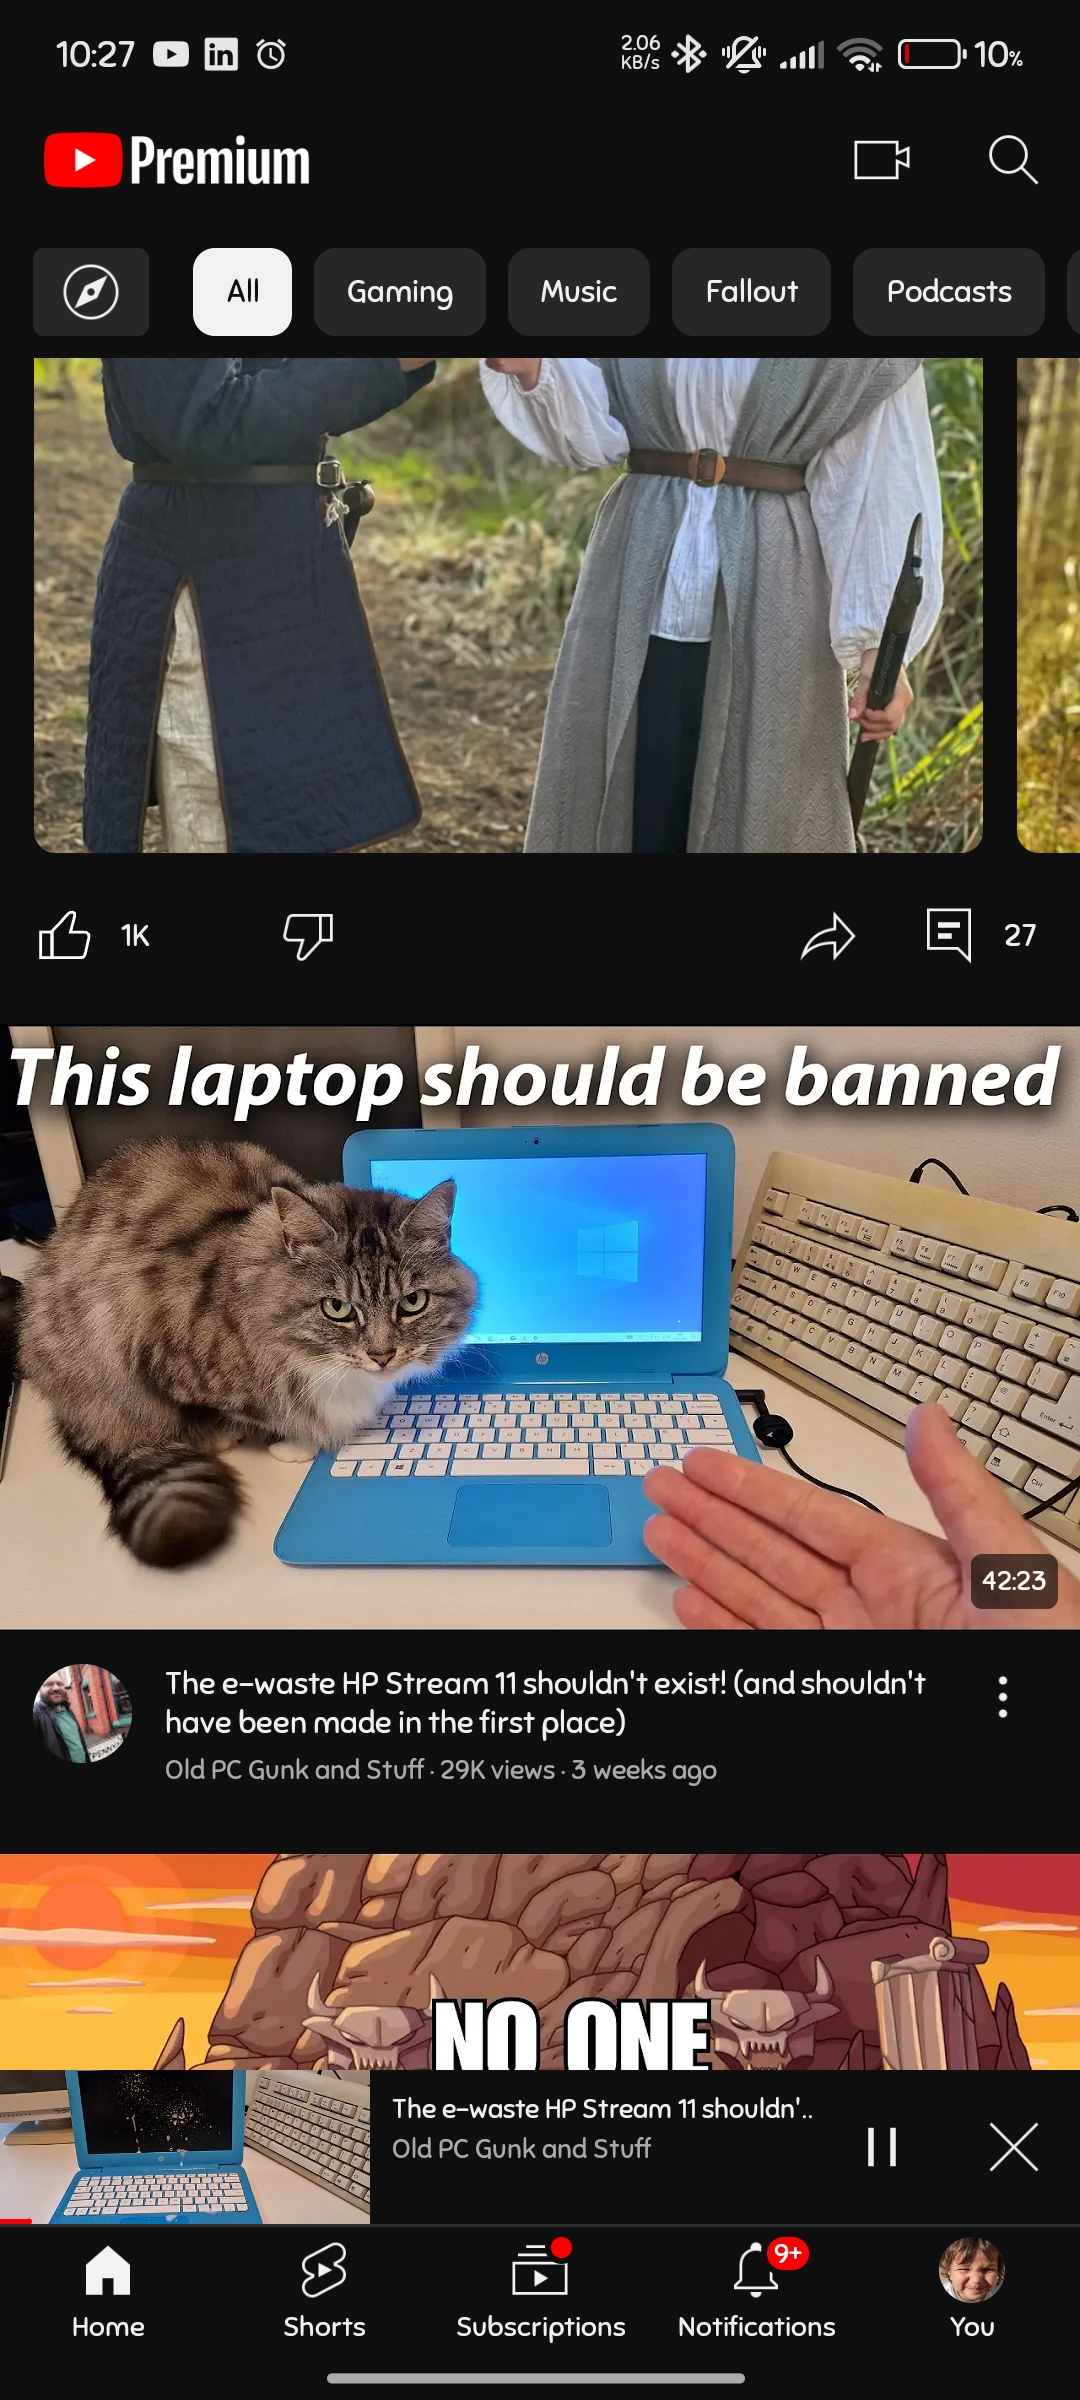 10:27
2.06
KB/s
10%
Premium
All
Gaming
Music
Fallout
Podcasts
1K
27
This laptop should be banned
42:23
The e-waste HP Stream 11 shouldn't exist! (and shouldn't
have been made in the first place)
Old PC Gunk and Stuff · 29K views · 3 weeks ago
NO ONE
The e-waste HP Stream 11 shouldn'..
Old PC Gunk and Stuff
Home
Shorts
Subscriptions
9+
Notifications
You